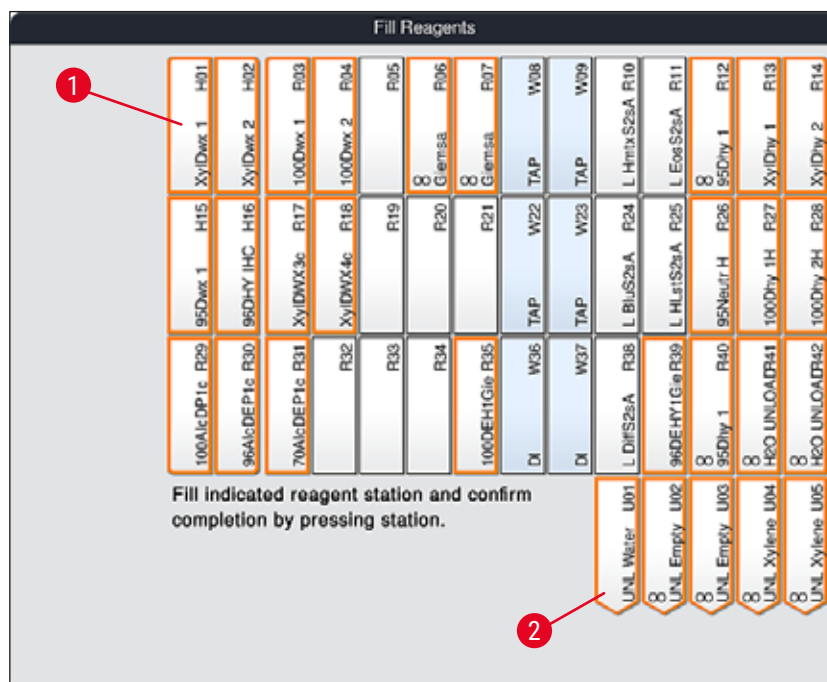 Fill Reagents
1
XylDwx 1 H01
XylDwx 2 H02
100Dwx 1 R03
100Dwx 2 R04
R05
∞ Giemsa R06
∞ Giemsa R07
TAP W08
TAP W09
L HmtxS2sA R10
L EosS2sA R11
∞ 95Dhy 1 R12
XylDhy 1 R13
XylDhy 2 R14
95Dwx 1 H15
96DHY IHC H16
XylDWX3c R17
XylDWX4c R18
R19
R20
R21
TAP W22
TAP W23
L BluS2sA R24
L HLstS2sA R25
95Neutr H R26
100Dhy 1H R27
100Dhy 2H R28
100AlcDP1c R29
96AlcDEP1c R30
70AlcDEP1c R31
R32
R33
R34
100DEH1Gie R35
DI W36
DI W37
L DiffS2sA R38
96DEHY1Gie R39
∞ 95Dhy 1 R40
∞ H2O UNLOAD R41
∞ H2O UNLOAD R42
Fill indicated reagent station and confirm
completion by pressing station.
UNL Water U01
∞ UNL Empty U02
∞ UNL Empty U03
∞ UNL Xylene U04
∞ UNL Xylene U05
2